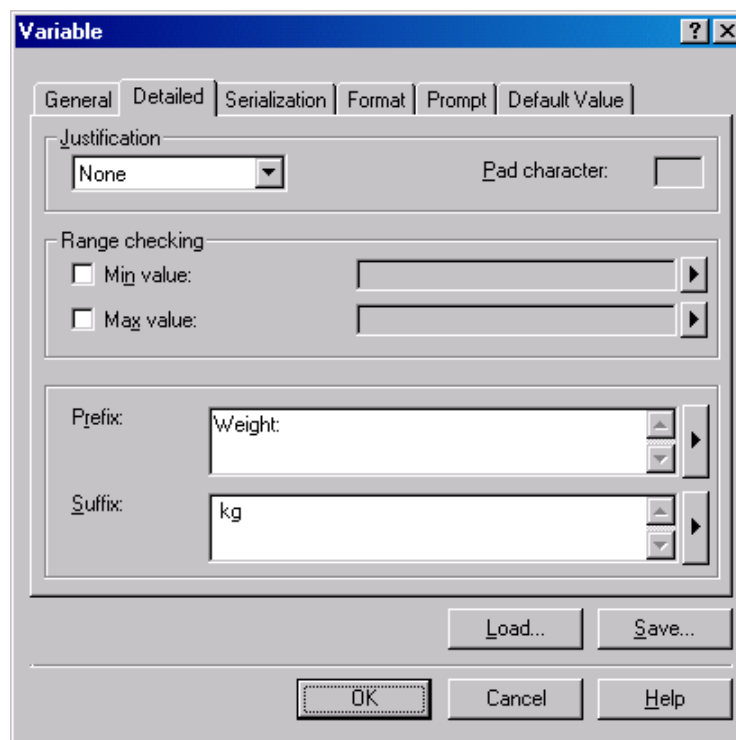 Variable
General Detailed Serialization Format Prompt Default Value
Justification
None Pad character:
Range checking
Min value:
Max value:
Prefix: Weight:
Suffix: kg
Load... Save...
OK Cancel Help